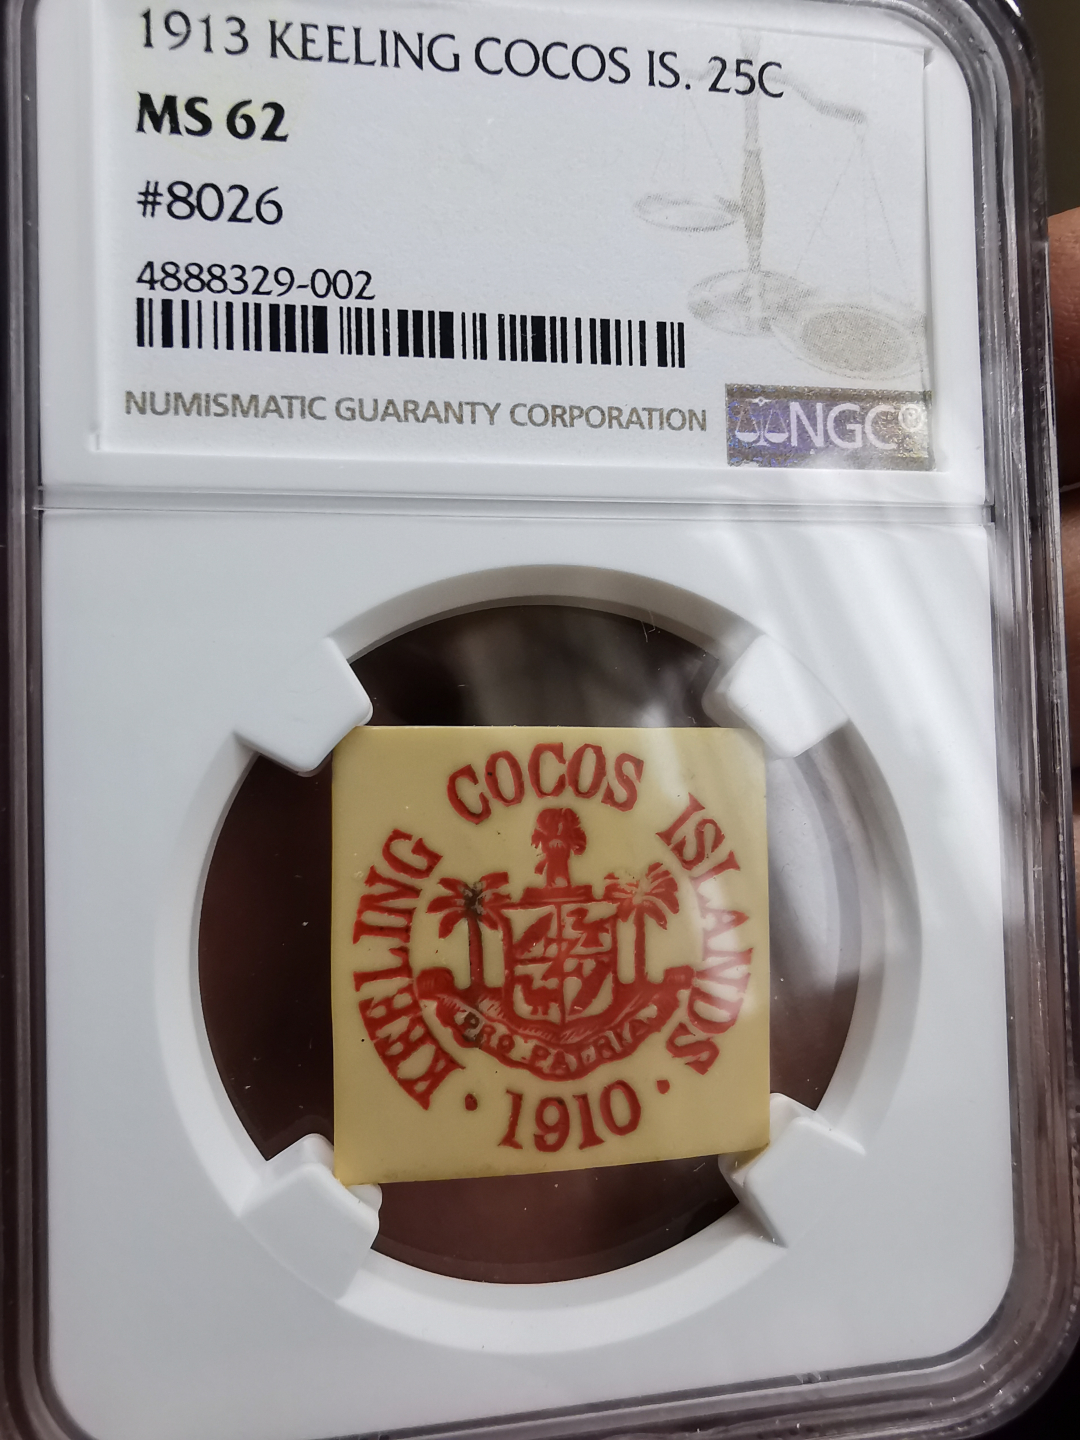 1913 KEELING COCOS IS. 25C
MS 62
#8026
4888329-002
NUMISMATIC GUARANTY CORPORATION
NGC®
KEELING COCOS ISLANDS
PRO PATRIA
• 1910 •